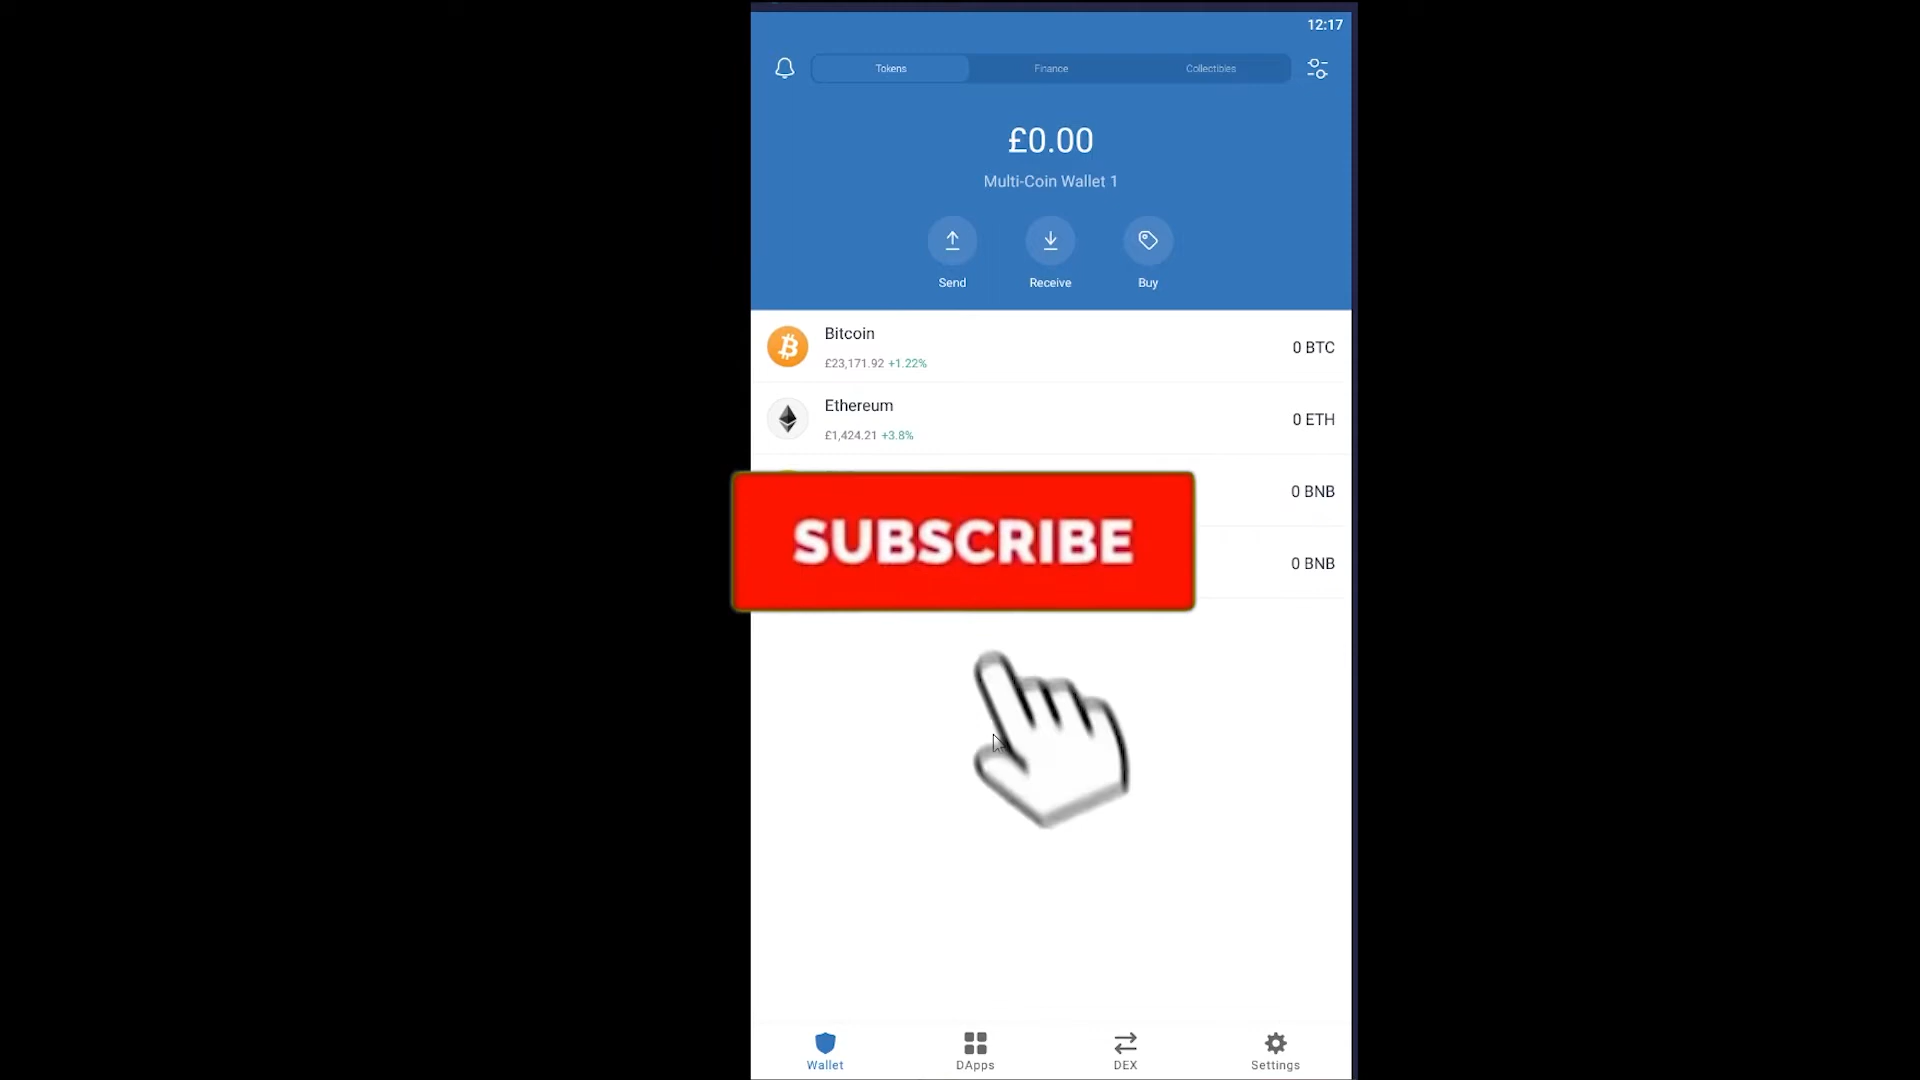 12:17
Tokens Finance Collectibles
£0.00
Multi-Coin Wallet 1
Send Receive Buy
Bitcoin
£23,171.92 +1.22%
0 BTC
Ethereum
£1,424.21 +3.8%
0 ETH
0 BNB
SUBSCRIBE
0 BNB
Wallet DApps DEX Settings